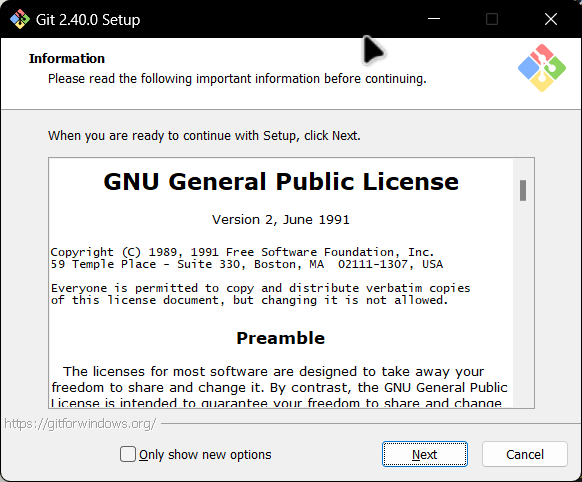 Git 2.40.0 Setup
Information
Please read the following important information before continuing.
When you are ready to continue with Setup, click Next.
GNU General Public License
Version 2, June 1991
Copyright (C) 1989, 1991 Free Software Foundation, Inc.
59 Temple Place - Suite 330, Boston, MA  02111-1307, USA
Everyone is permitted to copy and distribute verbatim copies
of this license document, but changing it is not allowed.
Preamble
The licenses for most software are designed to take away your
freedom to share and change it. By contrast, the GNU General Public
License is intended to guarantee your freedom to share and change
https://gitforwindows.org/
Only show new options
Next
Cancel